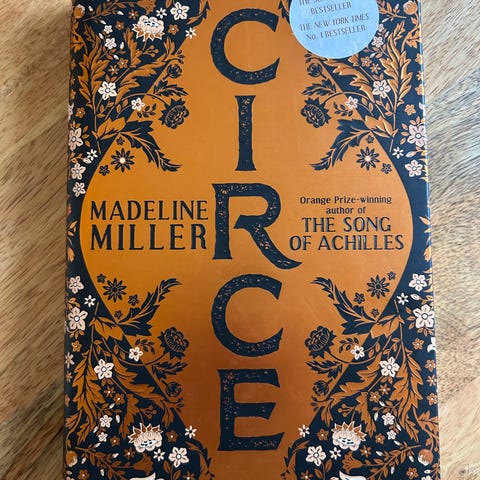 BESTSELLER
THE NEW YORK TIMES
No. 1 BESTSELLER
CIRCE
MADELINE
MILLER
Orange Prize-winning
author of
THE SONG
OF ACHILLES